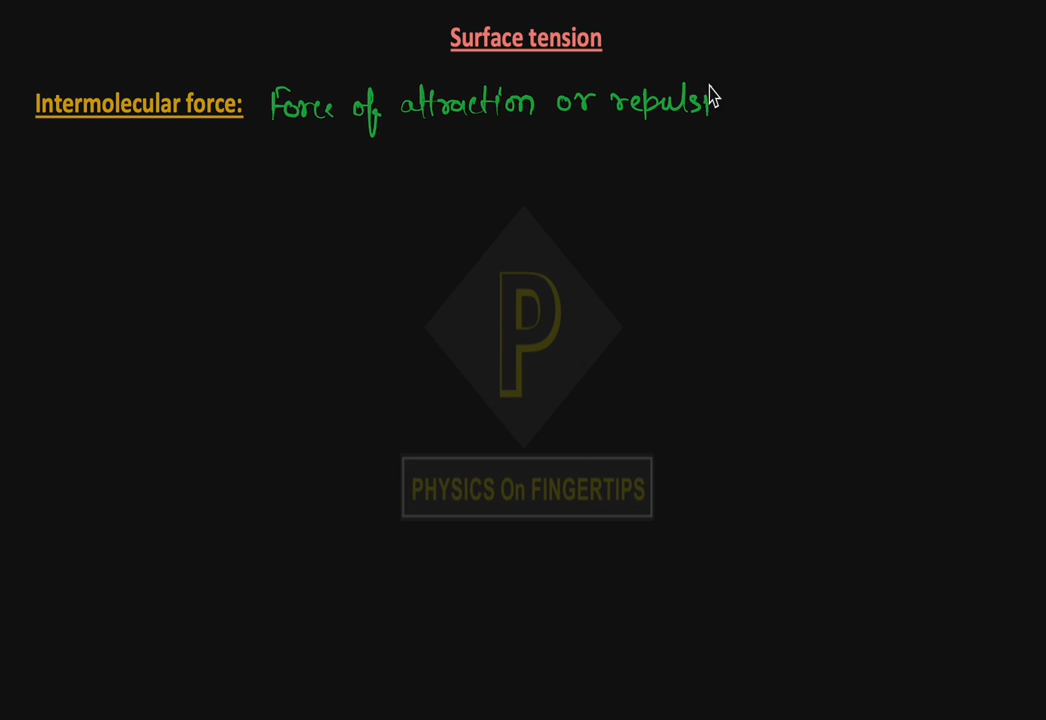 Surface tension
Intermolecular force: Force of attraction or repulsi
P
PHYSICS On FINGERTIPS